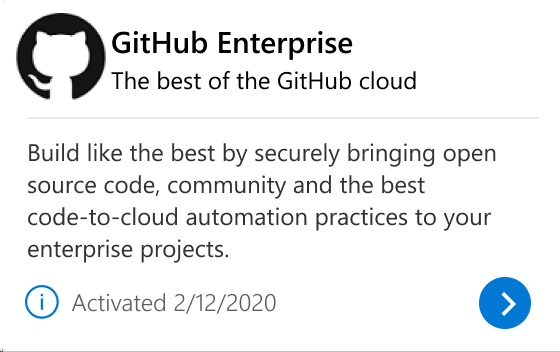 GitHub Enterprise
The best of the GitHub cloud
Build like the best by securely bringing open
source code, community and the best
code-to-cloud automation practices to your
enterprise projects.
Activated 2/12/2020